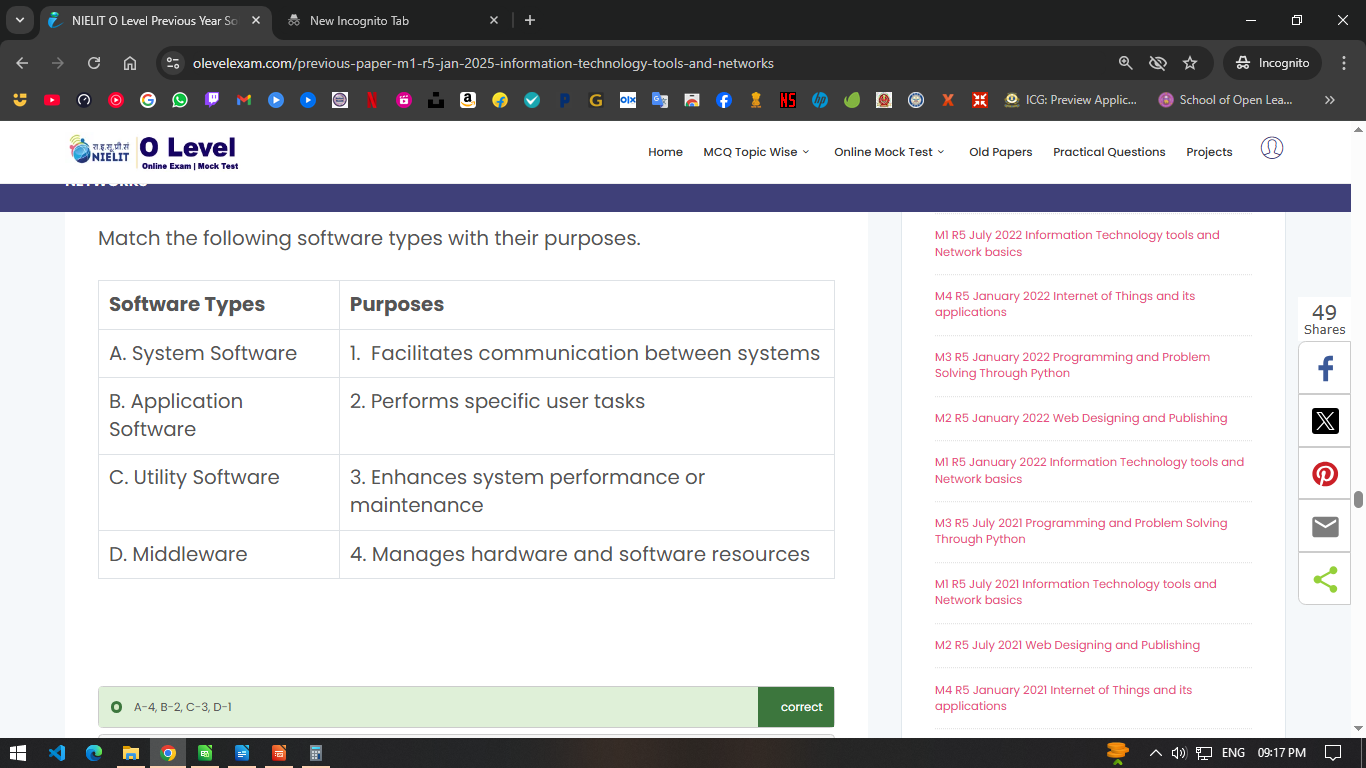 NIELIT O Level Previous Year So
New Incognito Tab
olevelexam.com/previous-paper-m1-r5-jan-2025-information-technology-tools-and-networks
Incognito
ICG: Preview Applic...
School of Open Lea...
रा.इ.सू.प्रौ.सं
NIELIT
O Level
Online Exam | Mock Test
Home
MCQ Topic Wise
Online Mock Test
Old Papers
Practical Questions
Projects
NETWORKS
Match the following software types with their purposes.
Software Types
Purposes
A. System Software
1. Facilitates communication between systems
B. Application
Software
2. Performs specific user tasks
C. Utility Software
3. Enhances system performance or
maintenance
D. Middleware
4. Manages hardware and software resources
A-4, B-2, C-3, D-1
correct
M1 R5 July 2022 Information Technology tools and
Network basics
M4 R5 January 2022 Internet of Things and its
applications
M3 R5 January 2022 Programming and Problem
Solving Through Python
M2 R5 January 2022 Web Designing and Publishing
M1 R5 January 2022 Information Technology tools and
Network basics
M3 R5 July 2021 Programming and Problem Solving
Through Python
M1 R5 July 2021 Information Technology tools and
Network basics
M2 R5 July 2021 Web Designing and Publishing
M4 R5 January 2021 Internet of Things and its
applications
49
Shares
ENG
09:17 PM